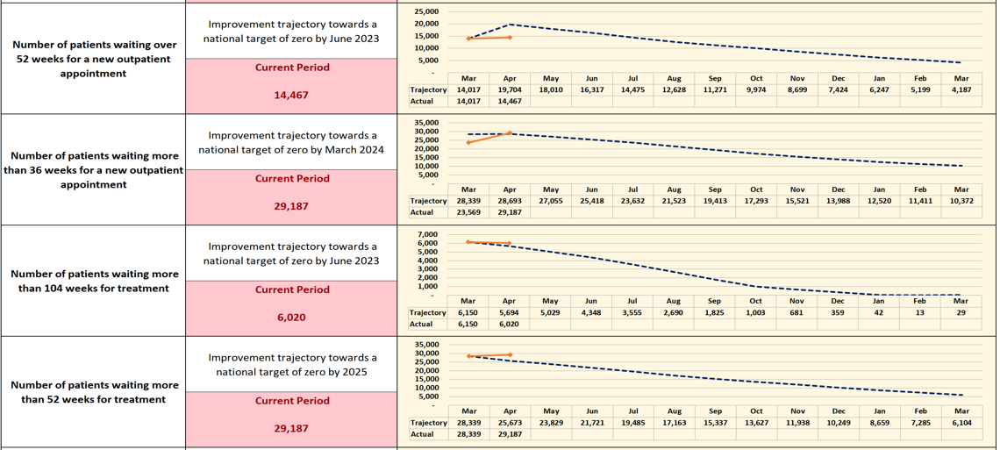 Number of patients waiting over
52 weeks for a new outpatient
appointment
Improvement trajectory towards a
national target of zero by June 2023
Current Period
14,467
25,000
20,000
15,000
10,000
5,000
-
Mar Apr May Jun Jul Aug Sep Oct Nov Dec Jan Feb Mar
Trajectory 14,017 19,704 18,010 16,317 14,475 12,628 11,271 9,974 8,699 7,424 6,247 5,199 4,187
Actual 14,017 14,467
Number of patients waiting more
than 36 weeks for a new outpatient
appointment
Improvement trajectory towards a
national target of zero by March 2024
Current Period
29,187
35,000
30,000
25,000
20,000
15,000
10,000
5,000
-
Mar Apr May Jun Jul Aug Sep Oct Nov Dec Jan Feb Mar
Trajectory 28,339 28,693 27,055 25,418 23,632 21,523 19,413 17,293 15,521 13,988 12,520 11,411 10,372
Actual 23,569 29,187
Number of patients waiting more
than 104 weeks for treatment
Improvement trajectory towards a
national target of zero by June 2023
Current Period
6,020
7,000
6,000
5,000
4,000
3,000
2,000
1,000
-
Mar Apr May Jun Jul Aug Sep Oct Nov Dec Jan Feb Mar
Trajectory 6,150 5,694 5,029 4,348 3,555 2,690 1,825 1,003 681 359 42 13 29
Actual 6,150 6,020
Number of patients waiting more
than 52 weeks for treatment
Improvement trajectory towards a
national target of zero by 2025
Current Period
29,187
35,000
30,000
25,000
20,000
15,000
10,000
5,000
-
Mar Apr May Jun Jul Aug Sep Oct Nov Dec Jan Feb Mar
Trajectory 28,339 25,673 23,829 21,721 19,485 17,163 15,337 13,627 11,938 10,249 8,659 7,285 6,104
Actual 28,339 29,187